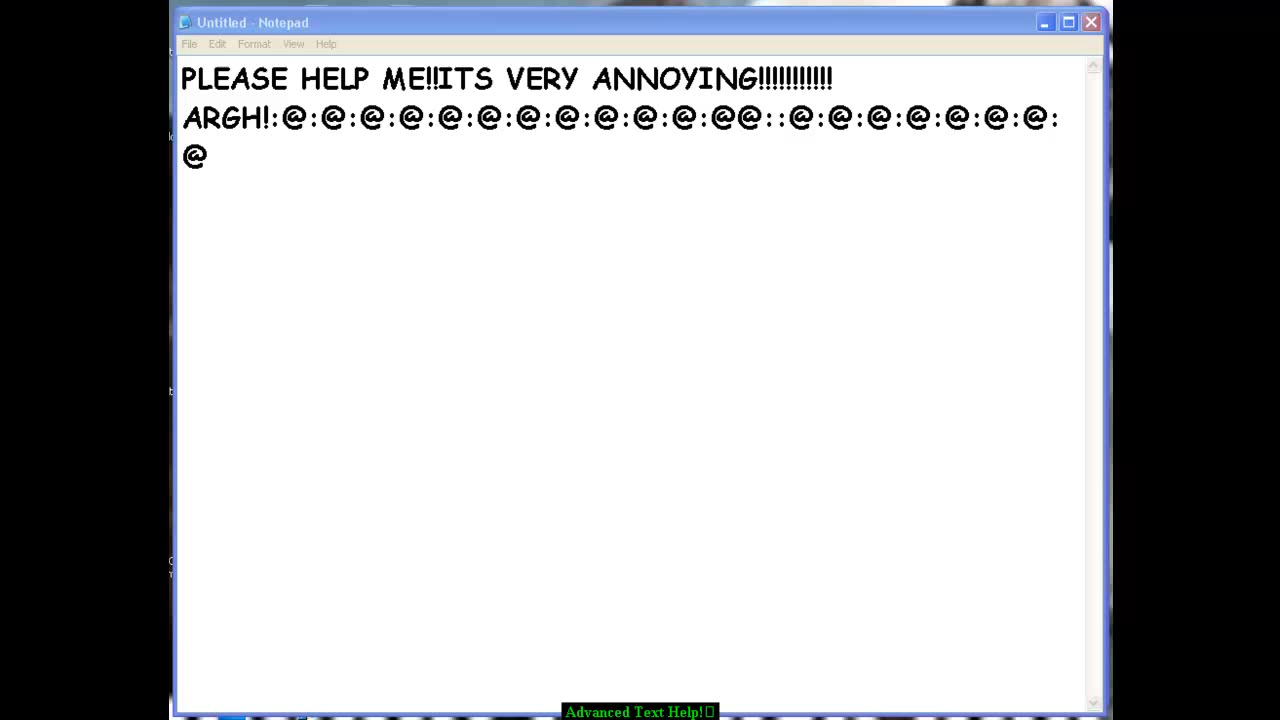 Untitled - Notepad
File Edit Format View Help
PLEASE HELP ME!!ITS VERY ANNOYING!!!!!!!!!!!
ARGH!:@:@:@:@:@:@:@:@:@:@:@:@@::@:@:@:@:@:@:@:
@
Advanced Text Help!